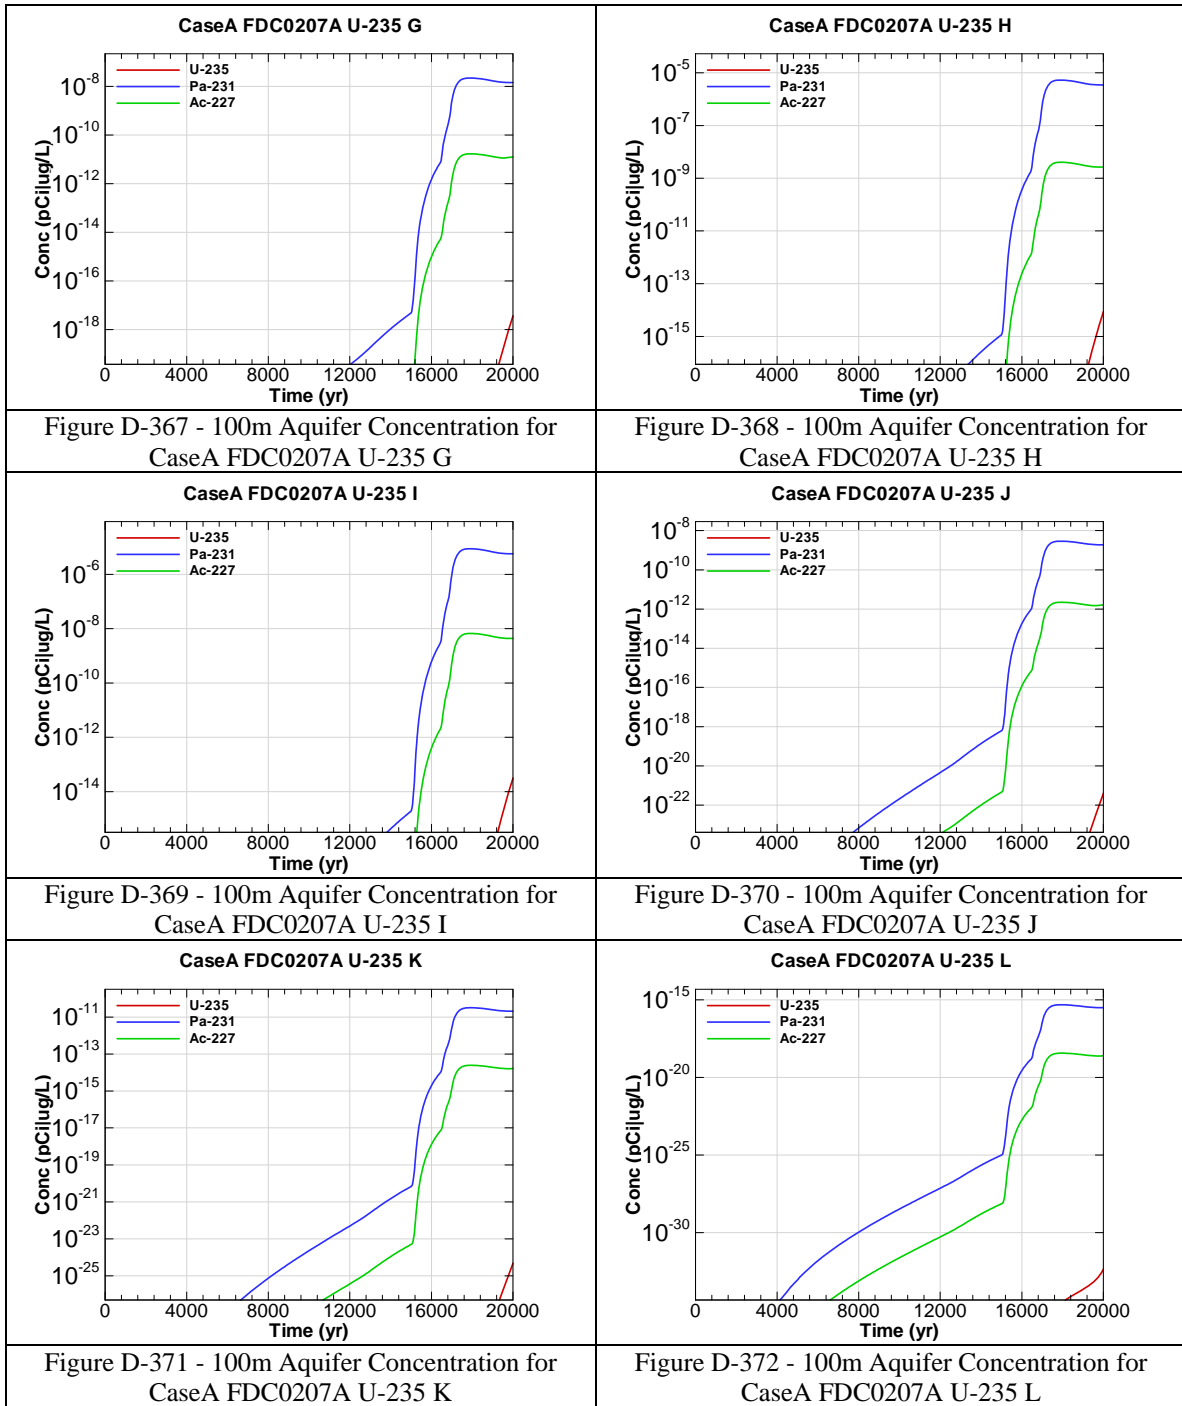 CaseA FDC0207A U-235 G
U-235
Pa-231
Ac-227
10-8
10-10
10-12
10-14
10-16
10-18
Conc (pCi|ug/L)
0 4000 8000 12000 16000 20000
Time (yr)
Figure D-367 - 100m Aquifer Concentration for
CaseA FDC0207A U-235 G
CaseA FDC0207A U-235 H
U-235
Pa-231
Ac-227
10-5
10-7
10-9
10-11
10-13
10-15
Conc (pCi|ug/L)
0 4000 8000 12000 16000 20000
Time (yr)
Figure D-368 - 100m Aquifer Concentration for
CaseA FDC0207A U-235 H
CaseA FDC0207A U-235 I
U-235
Pa-231
Ac-227
10-6
10-8
10-10
10-12
10-14
Conc (pCi|ug/L)
0 4000 8000 12000 16000 20000
Time (yr)
Figure D-369 - 100m Aquifer Concentration for
CaseA FDC0207A U-235 I
CaseA FDC0207A U-235 J
U-235
Pa-231
Ac-227
10-8
10-10
10-12
10-14
10-16
10-18
10-20
10-22
Conc (pCi|ug/L)
0 4000 8000 12000 16000 20000
Time (yr)
Figure D-370 - 100m Aquifer Concentration for
CaseA FDC0207A U-235 J
CaseA FDC0207A U-235 K
U-235
Pa-231
Ac-227
10-11
10-13
10-15
10-17
10-19
10-21
10-23
10-25
Conc (pCi|ug/L)
0 4000 8000 12000 16000 20000
Time (yr)
Figure D-371 - 100m Aquifer Concentration for
CaseA FDC0207A U-235 K
CaseA FDC0207A U-235 L
U-235
Pa-231
Ac-227
10-15
10-20
10-25
10-30
Conc (pCi|ug/L)
0 4000 8000 12000 16000 20000
Time (yr)
Figure D-372 - 100m Aquifer Concentration for
CaseA FDC0207A U-235 L